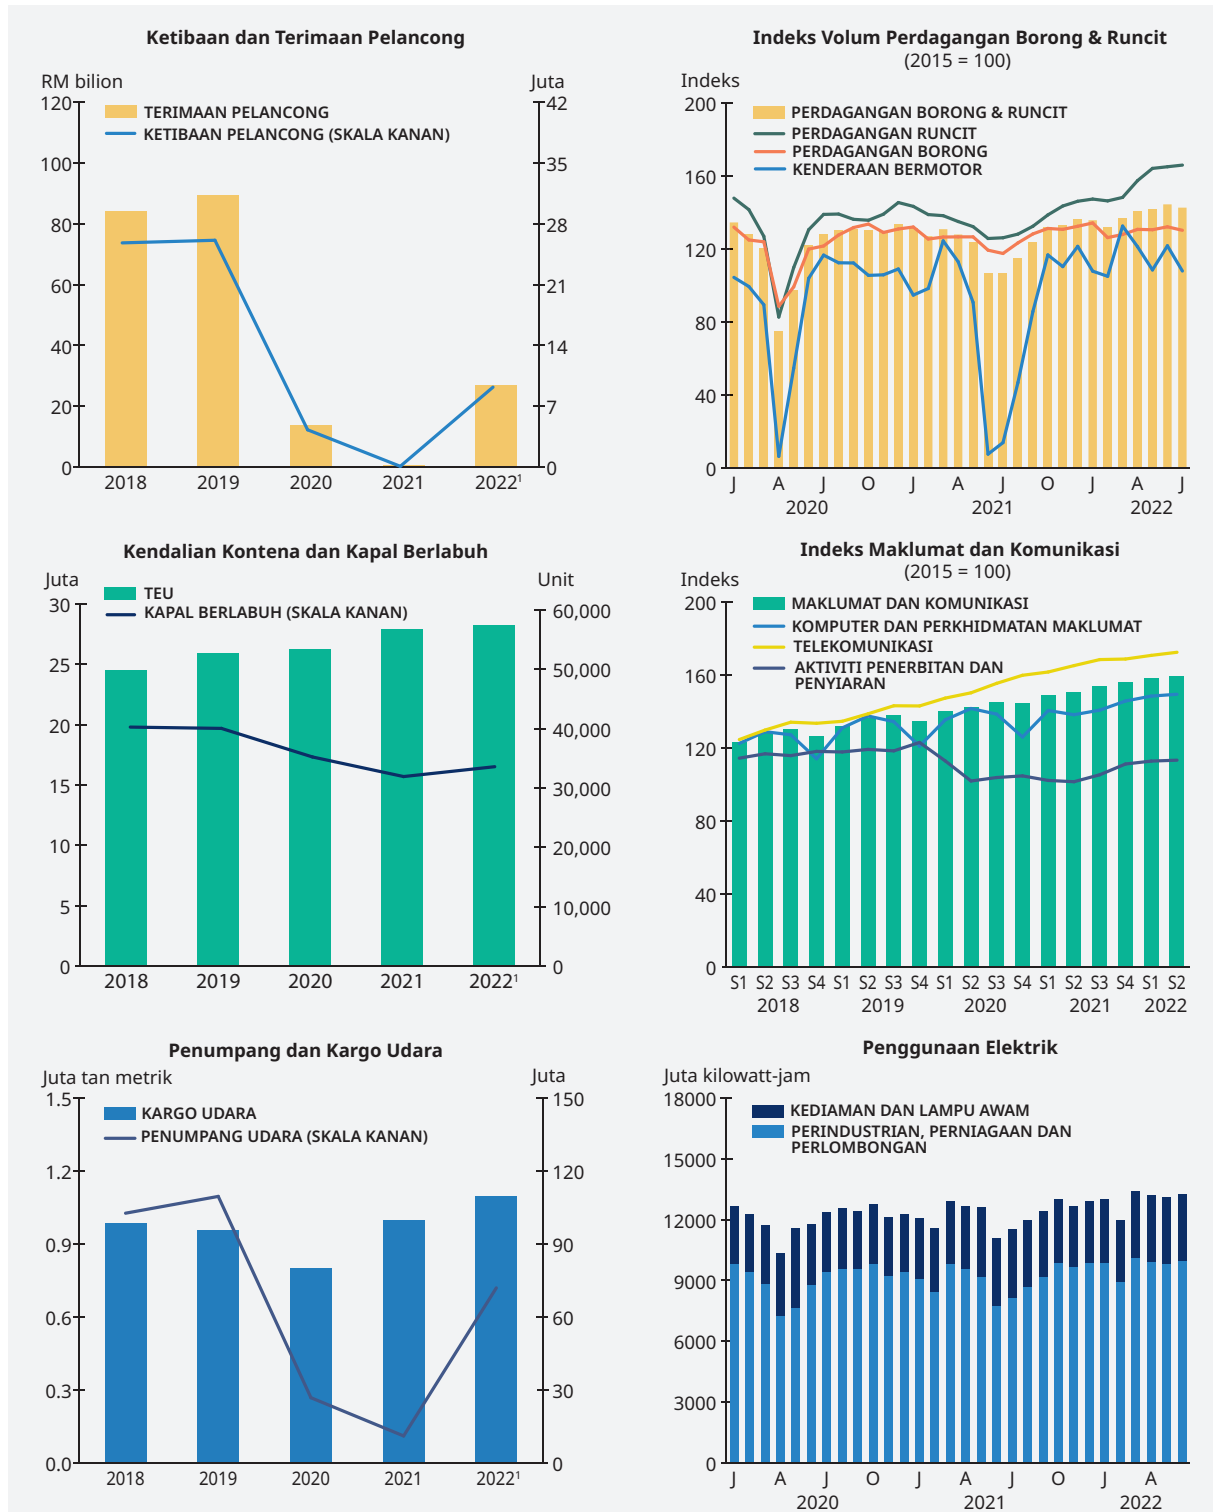 Ketibaan dan Terimaan Pelancong
RM bilion
Juta
TERIMAAN PELANCONG
KETIBAAN PELANCONG (SKALA KANAN)
120
100
80
60
40
20
0
42
35
28
21
14
7
0
2018 2019 2020 2021 2022¹
Indeks Volum Perdagangan Borong & Runcit
(2015 = 100)
Indeks
PERDAGANGAN BORONG & RUNCIT
PERDAGANGAN RUNCIT
PERDAGANGAN BORONG
KENDERAAN BERMOTOR
200
160
120
80
40
0
J A J O J A J O J A J
2020 2021 2022
Kendalian Kontena dan Kapal Berlabuh
Juta
Unit
TEU
KAPAL BERLABUH (SKALA KANAN)
30
25
20
15
10
5
0
60,000
50,000
40,000
30,000
20,000
10,000
0
2018 2019 2020 2021 2022¹
Indeks Maklumat dan Komunikasi
(2015 = 100)
Indeks
MAKLUMAT DAN KOMUNIKASI
KOMPUTER DAN PERKHIDMATAN MAKLUMAT
TELEKOMUNIKASI
AKTIVITI PENERBITAN DAN
PENYIARAN
200
160
120
80
40
0
S1 S2 S3 S4 S1 S2 S3 S4 S1 S2 S3 S4 S1 S2 S3 S4 S1 S2
2018 2019 2020 2021 2022
Penumpang dan Kargo Udara
Juta tan metrik
Juta
KARGO UDARA
PENUMPANG UDARA (SKALA KANAN)
1.5
1.2
0.9
0.6
0.3
0.0
150
120
90
60
30
0
2018 2019 2020 2021 2022¹
Penggunaan Elektrik
Juta kilowatt-jam
KEDIAMAN DAN LAMPU AWAM
PERINDUSTRIAN, PERNIAGAAN DAN
PERLOMBONGAN
18000
15000
12000
9000
6000
3000
0
J A J O J A J O J A
2020 2021 2022